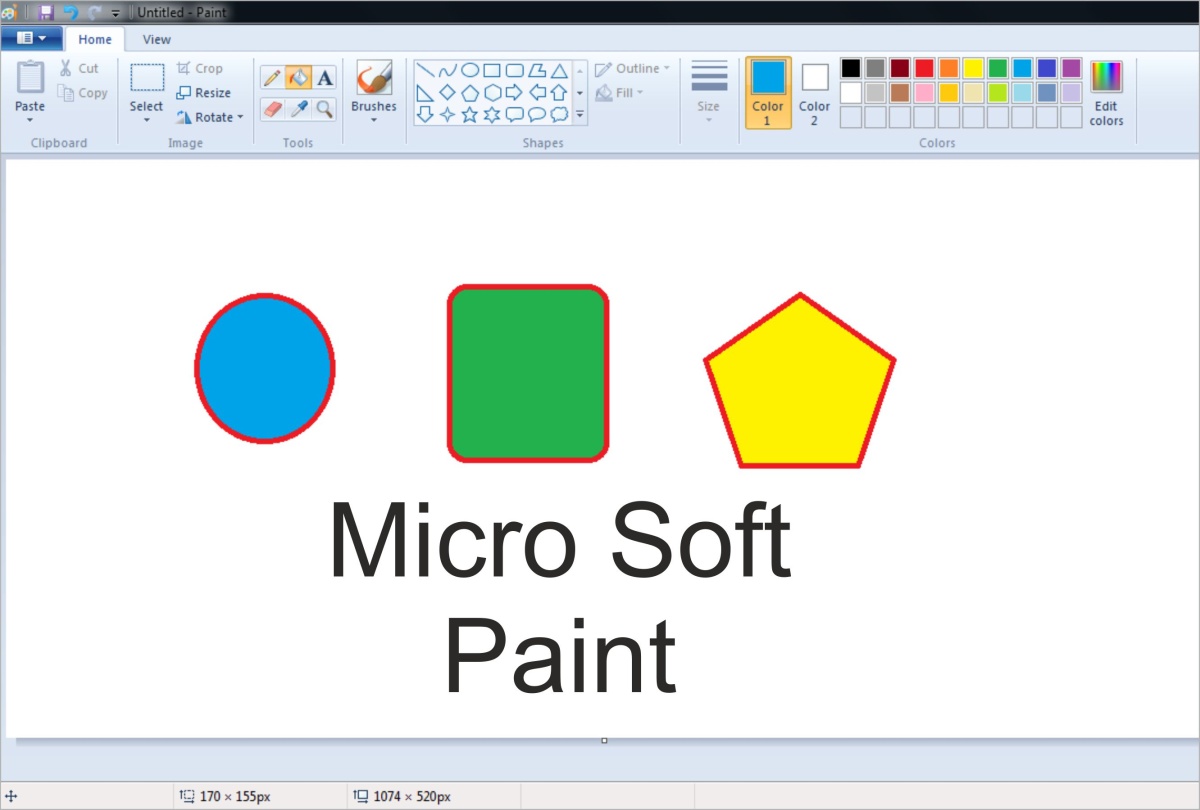 Untitled - Paint
Home View
Cut
Copy
Paste
Clipboard
Select
Crop
Resize
Rotate
Image
A
Tools
Brushes
Shapes
Outline
Fill
Size
Color
1
Color
2
Edit
colors
Colors
Micro Soft
Paint
170 × 155px 1074 × 520px